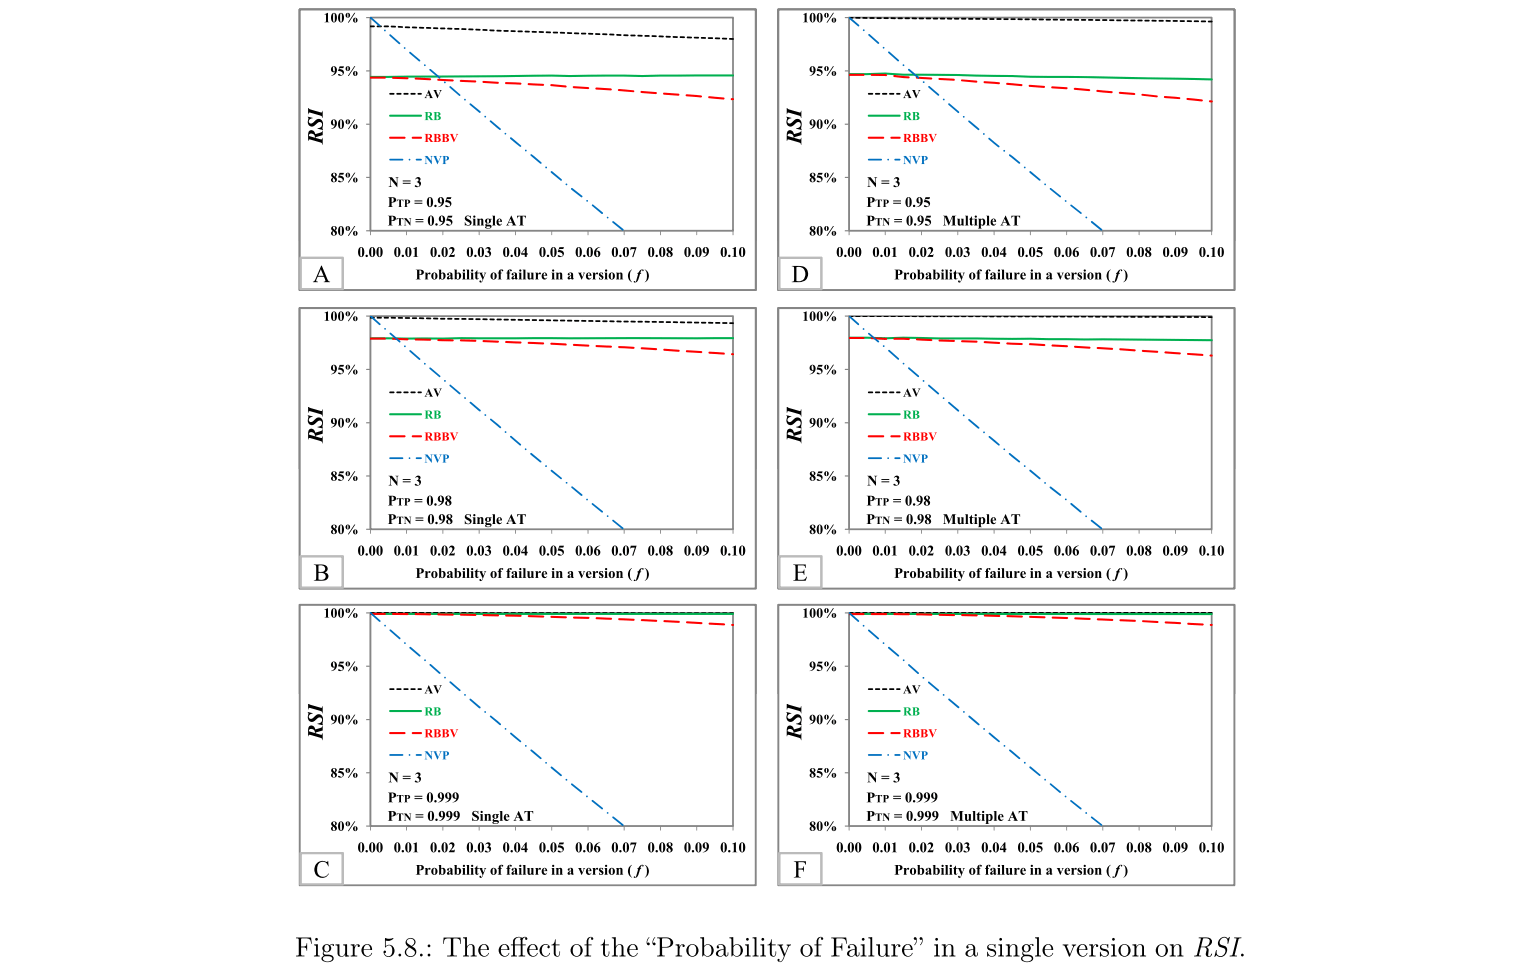 100%
95%
90%
85%
80%
RSI
AV
RB
RBBV
NVP
N = 3
PTP = 0.95
PTN = 0.95 Single AT
0.00 0.01 0.02 0.03 0.04 0.05 0.06 0.07 0.08 0.09 0.10
Probability of failure in a version (f)
A
100%
95%
90%
85%
80%
RSI
AV
RB
RBBV
NVP
N = 3
PTP = 0.95
PTN = 0.95 Multiple AT
0.00 0.01 0.02 0.03 0.04 0.05 0.06 0.07 0.08 0.09 0.10
Probability of failure in a version (f)
D
100%
95%
90%
85%
80%
RSI
AV
RB
RBBV
NVP
N = 3
PTP = 0.98
PTN = 0.98 Single AT
0.00 0.01 0.02 0.03 0.04 0.05 0.06 0.07 0.08 0.09 0.10
Probability of failure in a version (f)
B
100%
95%
90%
85%
80%
RSI
AV
RB
RBBV
NVP
N = 3
PTP = 0.98
PTN = 0.98 Multiple AT
0.00 0.01 0.02 0.03 0.04 0.05 0.06 0.07 0.08 0.09 0.10
Probability of failure in a version (f)
E
100%
95%
90%
85%
80%
RSI
AV
RB
RBBV
NVP
N = 3
PTP = 0.999
PTN = 0.999 Single AT
0.00 0.01 0.02 0.03 0.04 0.05 0.06 0.07 0.08 0.09 0.10
Probability of failure in a version (f)
C
100%
95%
90%
85%
80%
RSI
AV
RB
RBBV
NVP
N = 3
PTP = 0.999
PTN = 0.999 Multiple AT
0.00 0.01 0.02 0.03 0.04 0.05 0.06 0.07 0.08 0.09 0.10
Probability of failure in a version (f)
F
Figure 5.8.: The effect of the “Probability of Failure” in a single version on RSI.